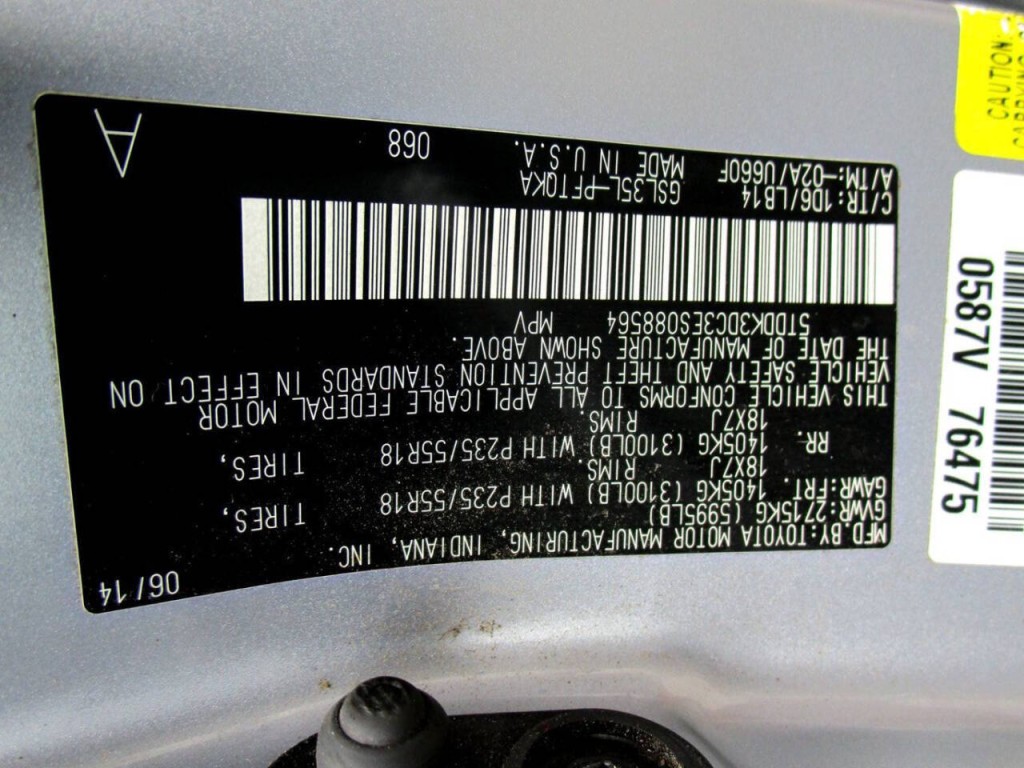 MFD. BY: TOYOTA MOTOR MANUFACTURING, INDIANA, INC. 06/14
GVWR: 2715KG (5995LB)
GAWR: FRT. 1405KG (3100LB) WITH P235/55R18 TIRES,
18X7J RIMS.
RR. 1405KG (3100LB) WITH P235/55R18 TIRES,
18X7J RIMS.
THIS VEHICLE CONFORMS TO ALL APPLICABLE FEDERAL MOTOR
VEHICLE SAFETY AND THEFT PREVENTION STANDARDS IN EFFECT ON
THE DATE OF MANUFACTURE SHOWN ABOVE.
5TDDK3DC3ES088564 MPV
C/TR: 1D6/LB14 GSL35L-PFTQKA 068
A/TM: -02A/U660F MADE IN U.S.A. A
CAUTION:
0587V 76475